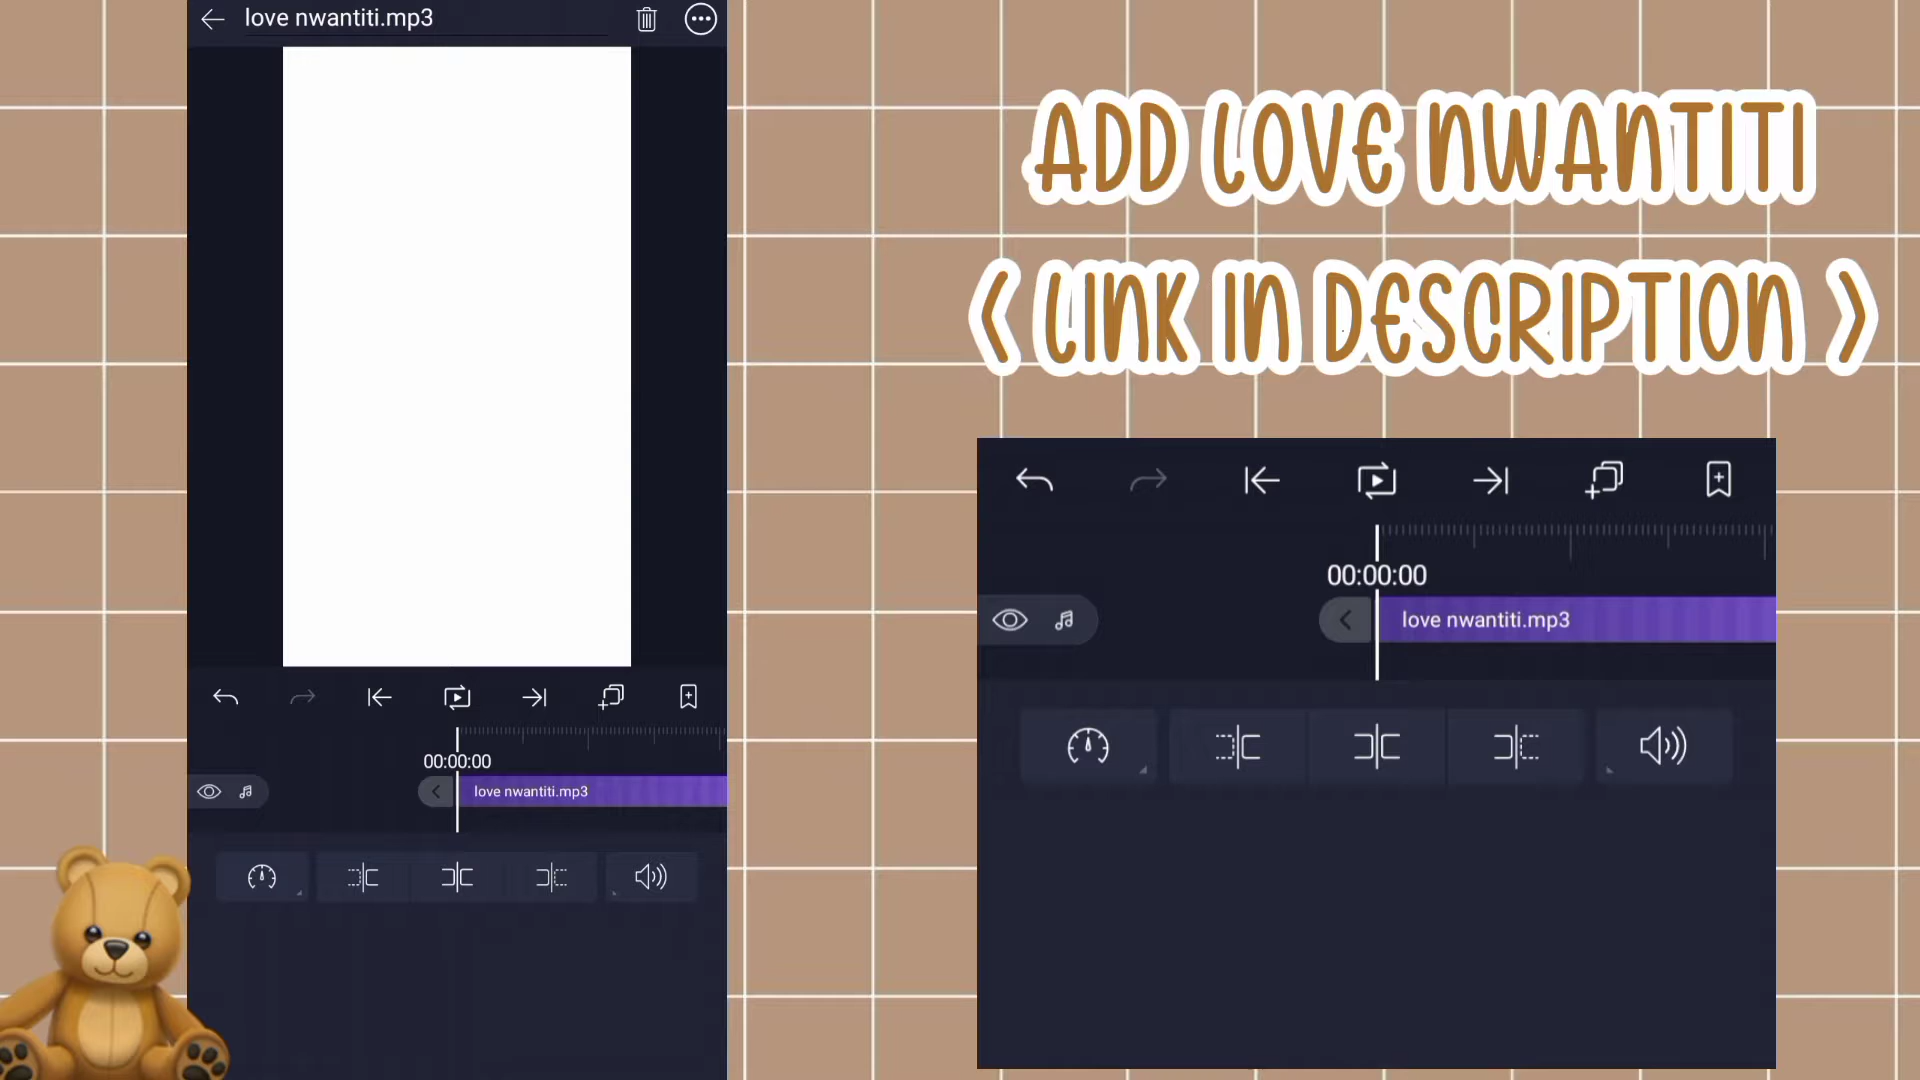 love nwantiti.mp3
00:00:00
love nwantiti.mp3
ADD LOVE NWANTITI
《 LINK IN DESCRIPTION 》
00:00:00
love nwantiti.mp3